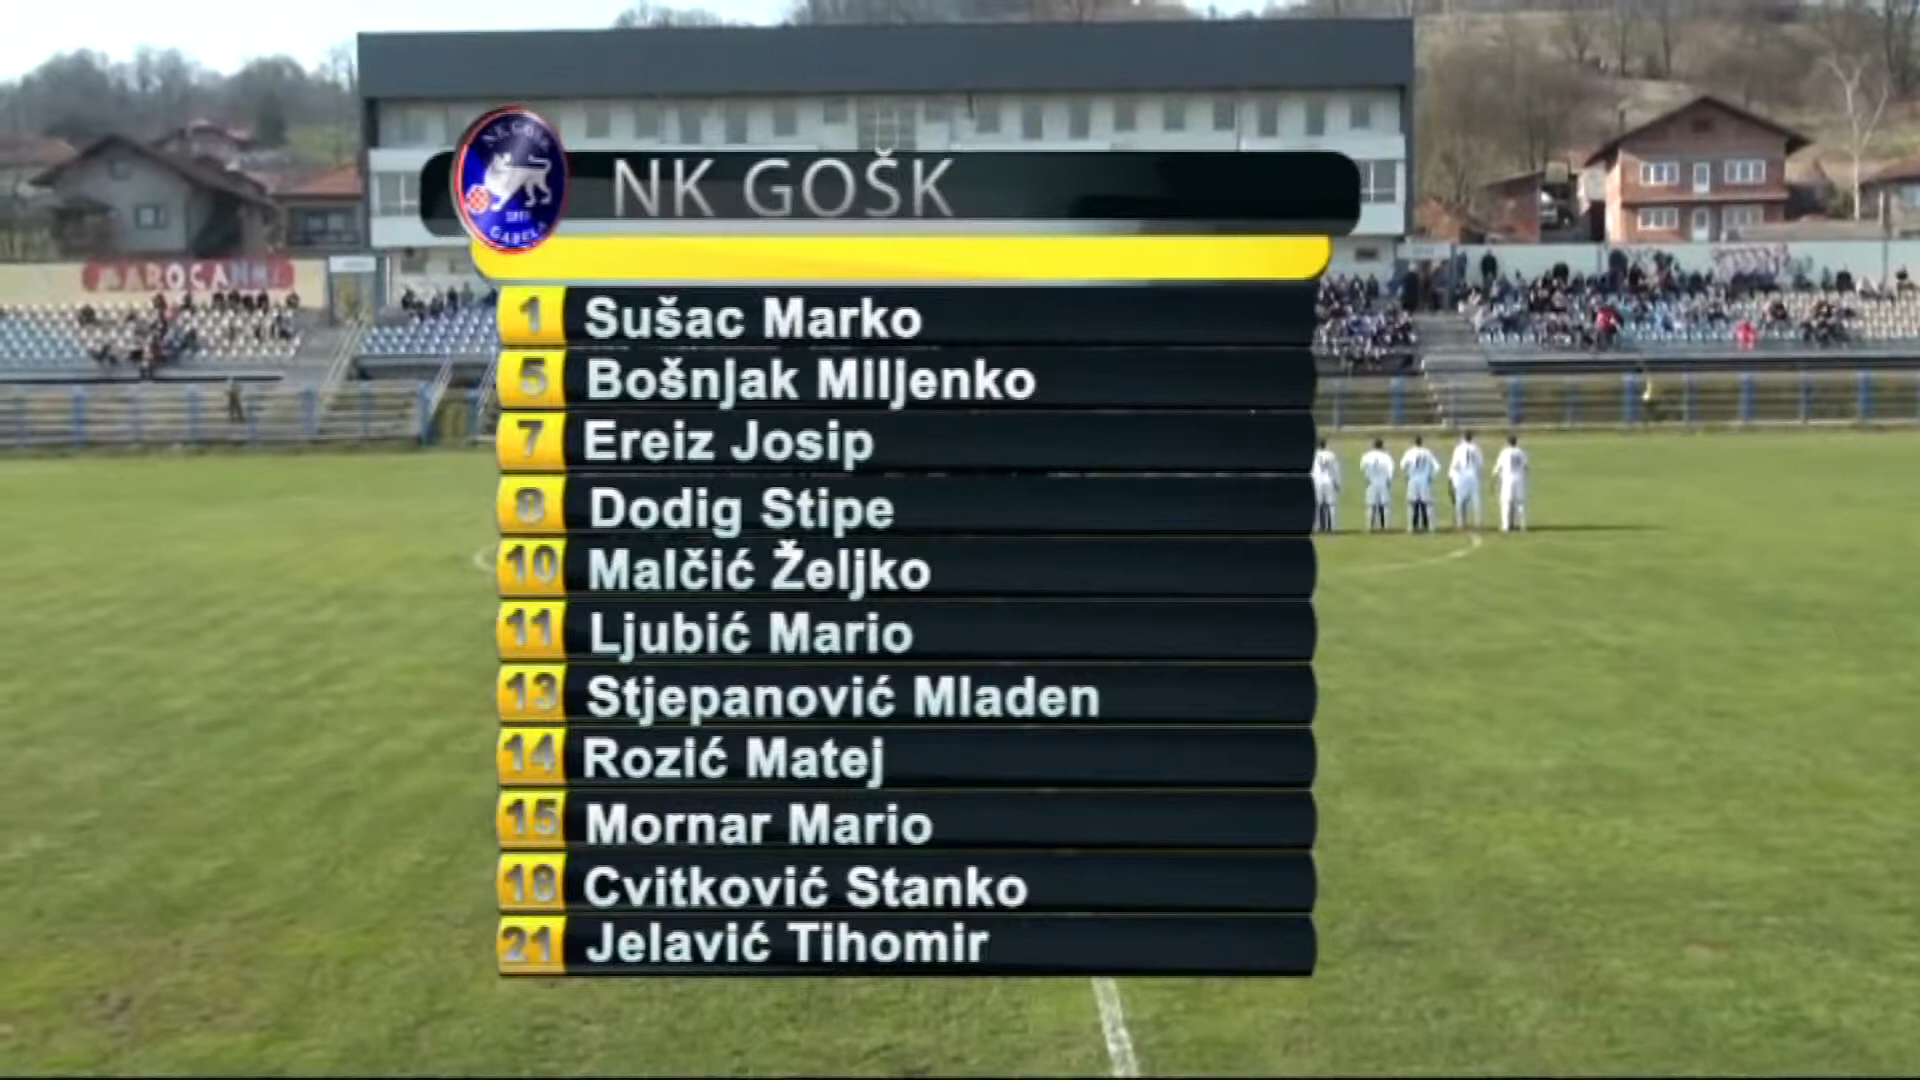 NK GOŠK
GABELA
1 Sušac Marko
5 Bošnjak Miljenko
7 Ereiz Josip
8 Dodig Stipe
10 Malčić Željko
11 Ljubić Mario
13 Stjepanović Mladen
14 Rozić Matej
15 Mornar Mario
18 Cvitković Stanko
21 Jelavić Tihomir